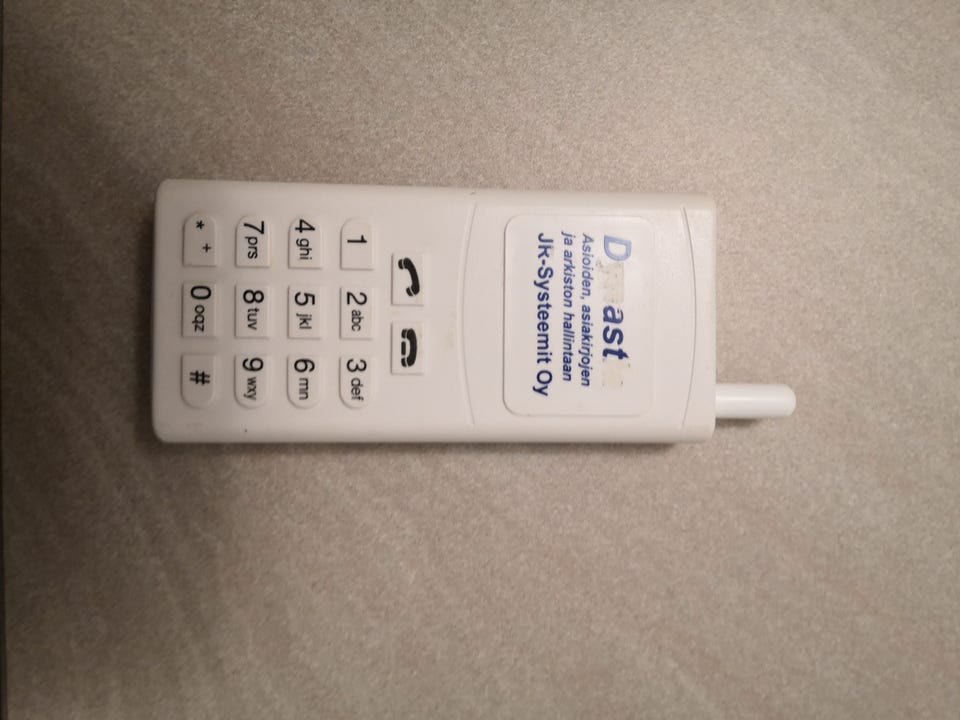 Asioiden, asiakirjojen
ja arkiston hallintaan
JR-Systeemit Oy
1 2 abc 3 def
4 ghi 5 jkl 6 mn
7 prs 8 tuv 9 wxy
* + 0 oqz #